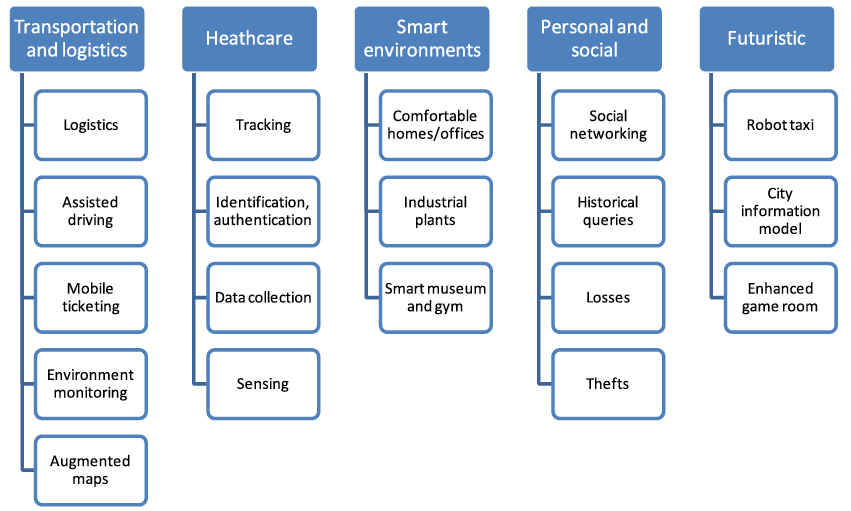 Transportation
and logistics
Logistics
Assisted
driving
Mobile
ticketing
Environment
monitoring
Augmented
maps
Heathcare
Tracking
Identification,
authentication
Data collection
Sensing
Smart
environments
Comfortable
homes/offices
Industrial
plants
Smart museum
and gym
Personal and
social
Social
networking
Historical
queries
Losses
Thefts
Futuristic
Robot taxi
City
information
model
Enhanced
game room